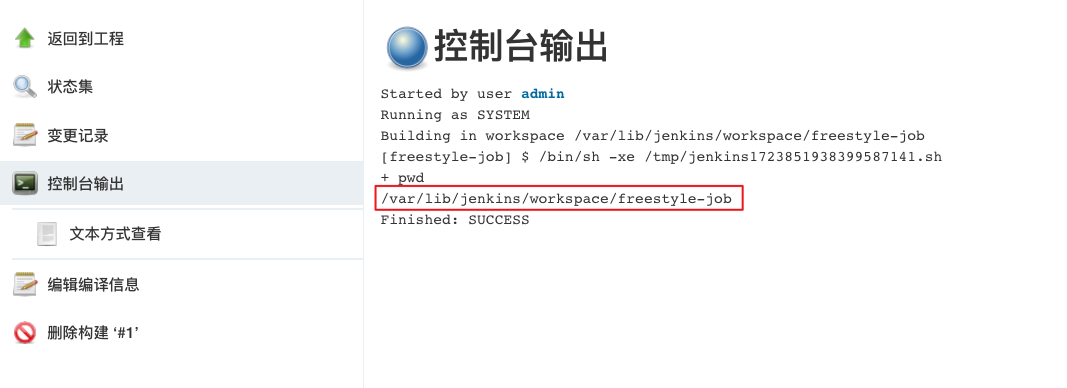 返回到工程
状态集
变更记录
控制台输出
文本方式查看
编辑编译信息
删除构建 ‘#1’
控制台输出
Started by user admin
Running as SYSTEM
Building in workspace /var/lib/jenkins/workspace/freestyle-job
[freestyle-job] $ /bin/sh -xe /tmp/jenkins1723851938399587141.sh
+ pwd
/var/lib/jenkins/workspace/freestyle-job
Finished: SUCCESS